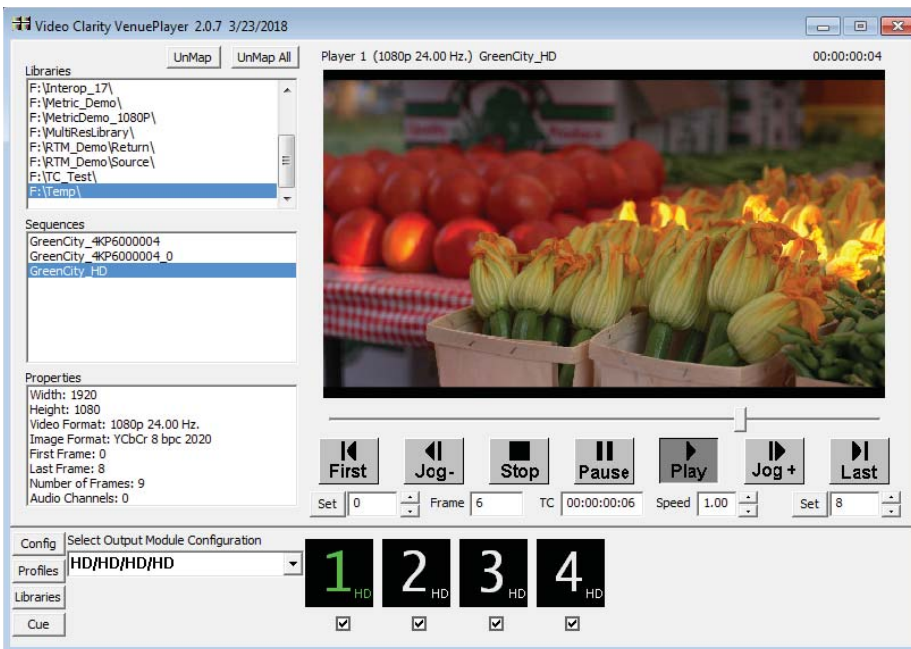 Video Clarity VenuePlayer 2.0.7 3/23/2018
UnMap UnMap All
Libraries
F:\Interop_17\
F:\Metric_Demo\
F:\MetricDemo_1080P\
F:\MultiResLibrary\
F:\RTM_Demo\Return\
F:\RTM_Demo\Source\
F:\TC_Test\
F:\Temp\
Sequences
GreenCity_4KP6000004
GreenCity_4KP6000004_0
GreenCity_HD
Properties
Width: 1920
Height: 1080
Video Format: 1080p 24.00 Hz.
Image Format: YCbCr 8 bpc 2020
First Frame: 0
Last Frame: 8
Number of Frames: 9
Audio Channels: 0
Player 1 (1080p 24.00 Hz.) GreenCity_HD 00:00:00:04
Produce
First Jog- Stop Pause Play Jog + Last
Set 0 Frame 6 TC 00:00:00:06 Speed 1.00 Set 8
Config Select Output Module Configuration
Profiles HD/HD/HD/HD
Libraries
Cue
1 HD 2 HD 3 HD 4 HD